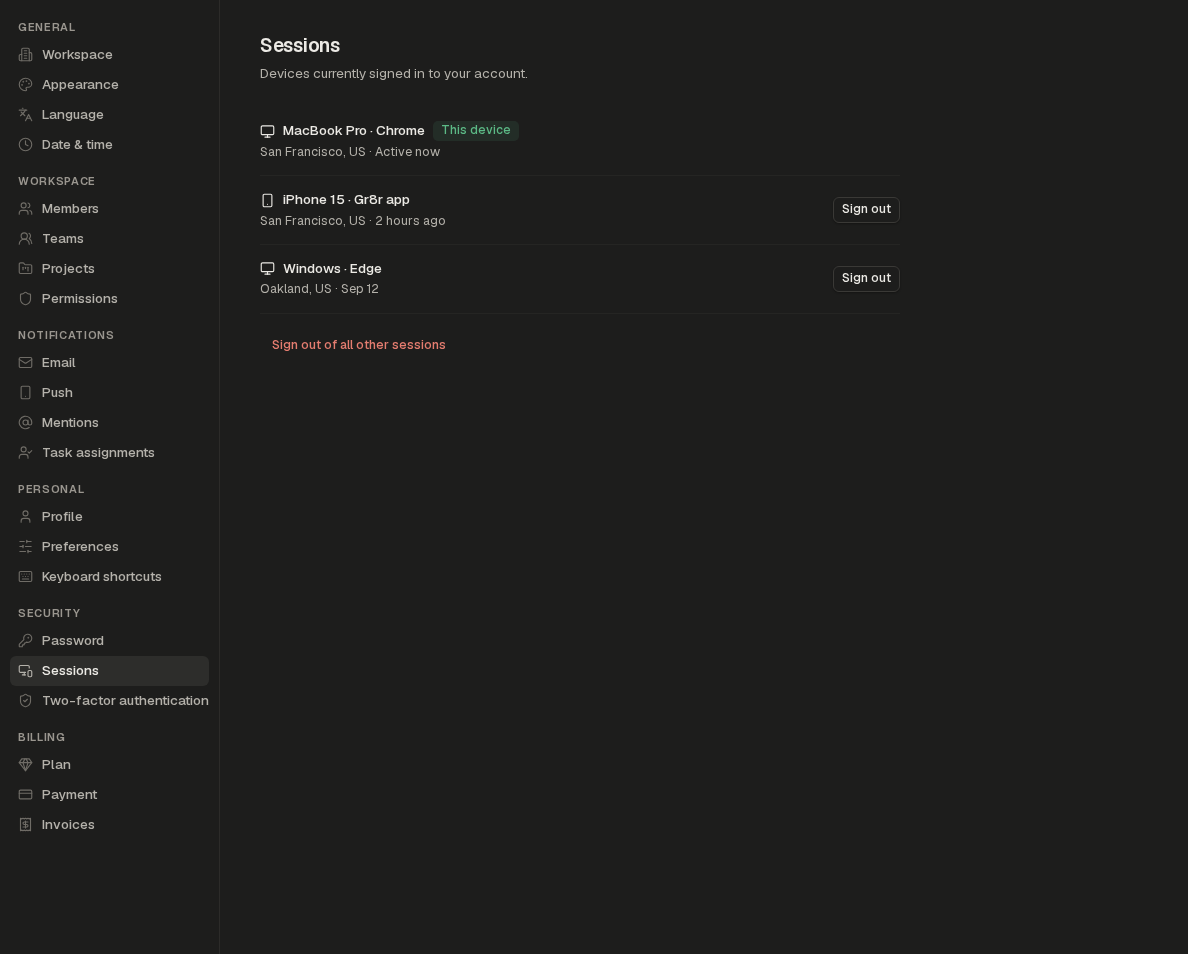 GENERAL
Workspace
Appearance
Language
Date & time
WORKSPACE
Members
Teams
Projects
Permissions
NOTIFICATIONS
Email
Push
Mentions
Task assignments
PERSONAL
Profile
Preferences
Keyboard shortcuts
SECURITY
Password
Sessions
Two-factor authentication
BILLING
Plan
Payment
Invoices
Sessions
Devices currently signed in to your account.
MacBook Pro · Chrome This device
San Francisco, US · Active now
iPhone 15 · Gr8r app
San Francisco, US · 2 hours ago
Sign out
Windows · Edge
Oakland, US · Sep 12
Sign out
Sign out of all other sessions